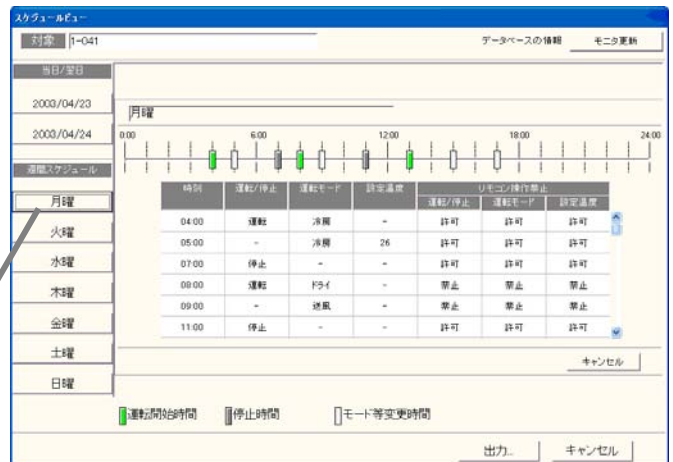 スケジュールビュー
対象 1-041 データベースの情報 モニタ更新
当日/翌日
2003/04/23
2003/04/24
週間スケジュール
月曜
火曜
水曜
木曜
金曜
土曜
日曜
月曜
0:00 6:00 12:00 18:00 24:00
時刻 運転/停止 運転モード 設定温度 リモコン操作禁止
運転/停止 運転モード 設定温度
04:00 運転 冷房 - 許可 許可 許可
05:00 - 冷房 26 許可 許可 許可
07:00 停止 - - 許可 許可 許可
08:00 運転 ドライ - 禁止 禁止 禁止
09:00 - 送風 - 禁止 禁止 禁止
11:00 停止 - - 許可 許可 許可
キャンセル
運転開始時間 停止時間 モード等変更時間
出力... キャンセル